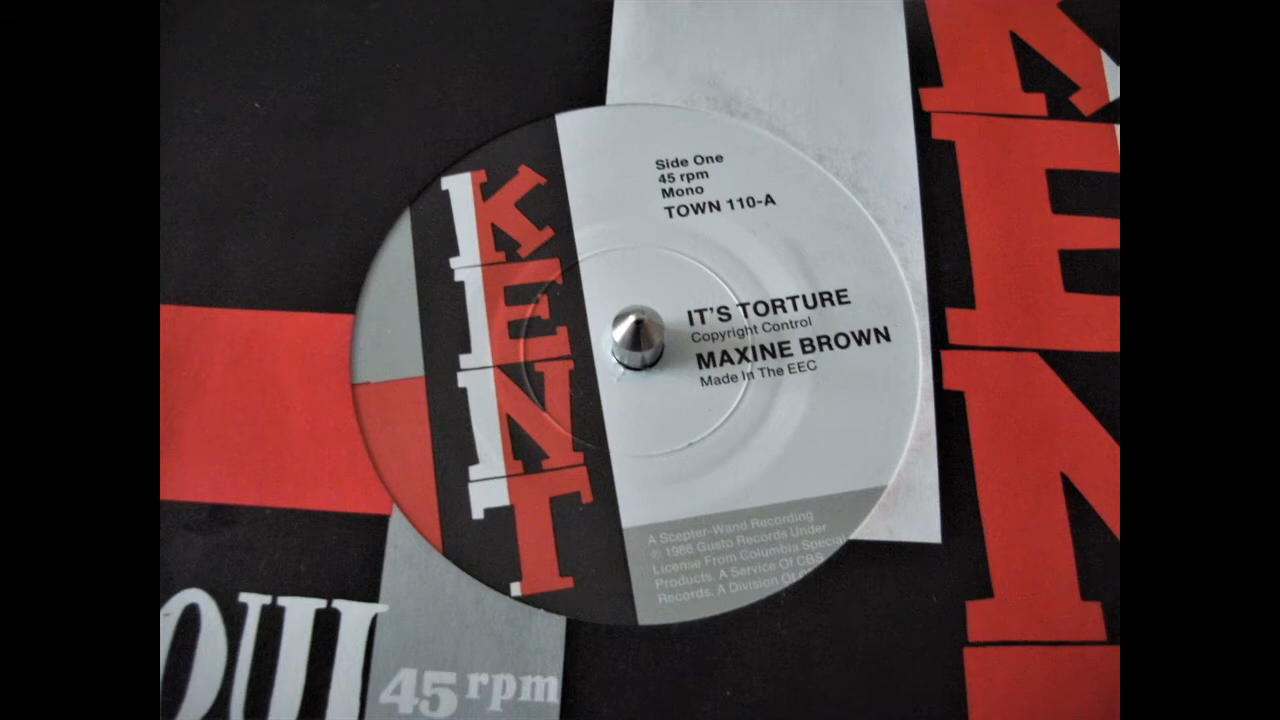 KENT
Side One
45 rpm
Mono
TOWN 110-A
IT'S TORTURE
Copyright Control
MAXINE BROWN
Made In The EEC
A Scepter-Wand Recording
℗ 1986 Gusto Records Under
License From Columbia Special
Products, A Service Of CBS
Records, A Division Of
KEN
45 rpm